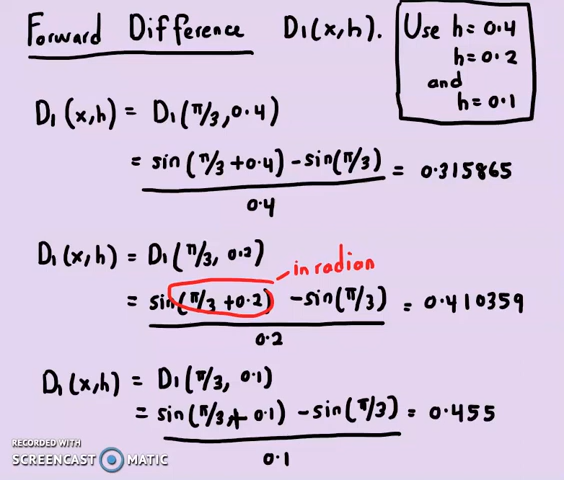 Forward Difference D₁(x,h).
Use h = 0.4
h = 0.2
and
h = 0.1
D₁(x,h) = D₁(π/3, 0.4)
= sin(π/3 + 0.4) - sin(π/3) = 0.315865
0.4
D₁(x,h) = D₁(π/3, 0.2)
in radian
= sin(π/3 + 0.2) - sin(π/3) = 0.410359
0.2
D₁(x,h) = D₁(π/3, 0.1)
= sin(π/3 + 0.1) - sin(π/3) = 0.455
0.1
RECORDED WITH
SCREENCAST MATIC